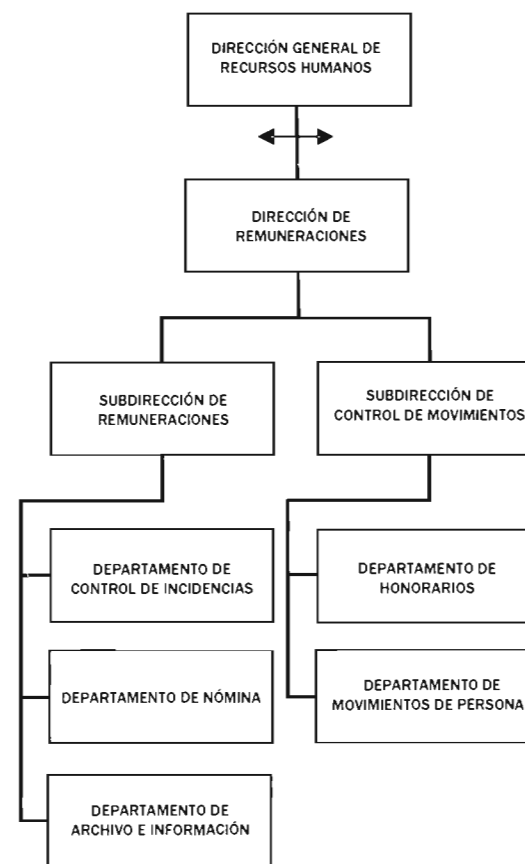 DIRECCIÓN GENERAL DE
RECURSOS HUMANOS
DIRECCIÓN DE
REMUNERACIONES
SUBDIRECCIÓN DE
REMUNERACIONES
SUBDIRECCIÓN DE
CONTROL DE MOVIMIENTOS
DEPARTAMENTO DE
CONTROL DE INCIDENCIAS
DEPARTAMENTO DE
HONORARIOS
DEPARTAMENTO DE NÓMINA
DEPARTAMENTO DE
MOVIMIENTOS DE PERSONA
DEPARTAMENTO DE
ARCHIVO E INFORMACIÓN